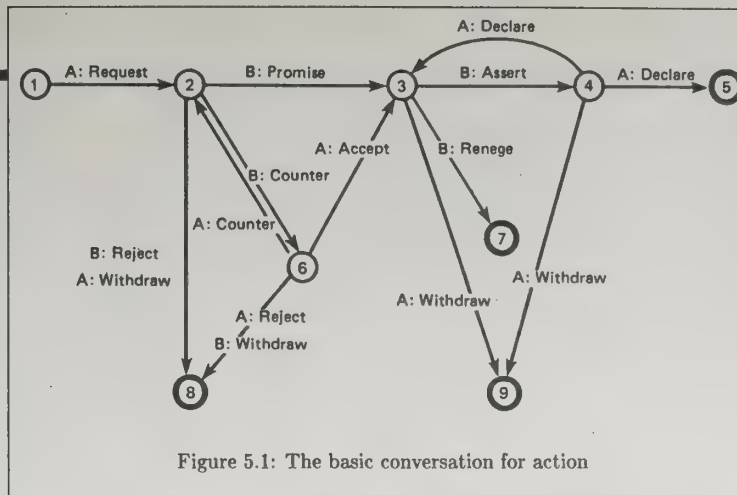 A: Declare
A: Request
B: Promise
B: Assert
A: Declare
1
2
3
4
5
A: Accept
B: Renege
B: Counter
A: Counter
7
B: Reject
A: Withdraw
6
A: Withdraw
A: Withdraw
A: Reject
B: Withdraw
8
9
Figure 5.1: The basic conversation for action